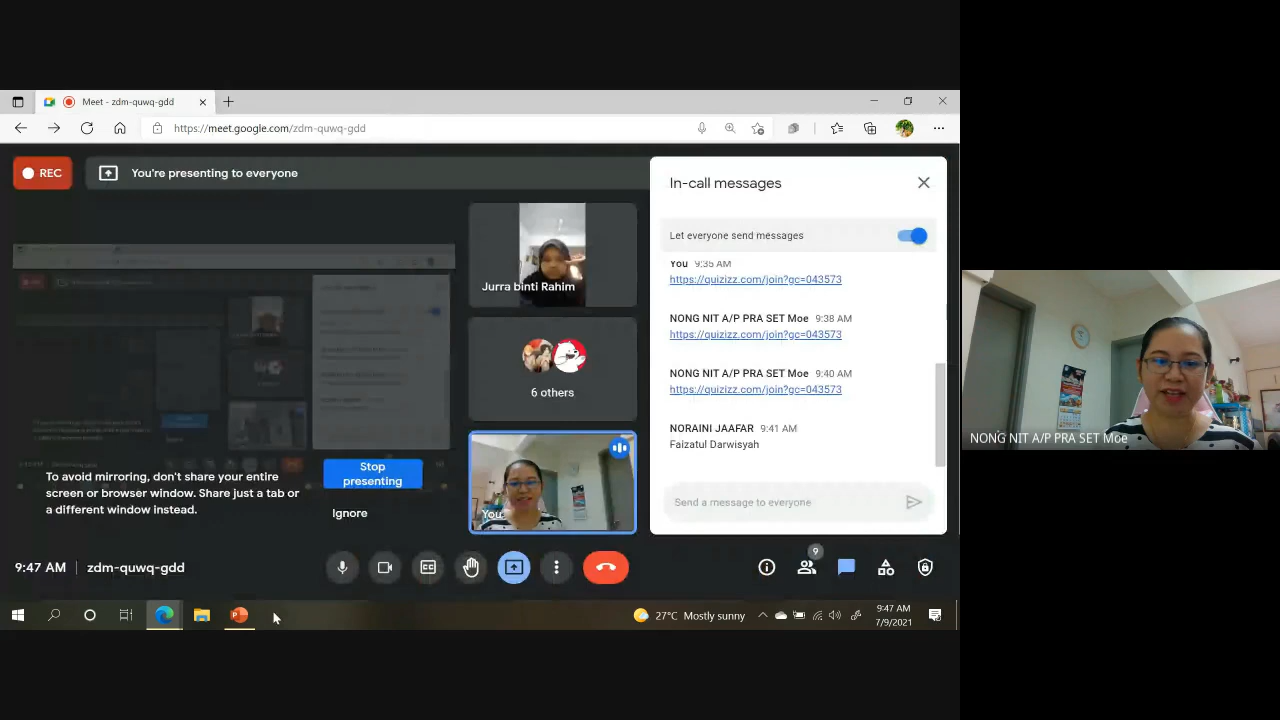 Meet - zdm-quwq-gdd
https://meet.google.com/zdm-quwq-gdd
REC
You're presenting to everyone
In-call messages
Let everyone send messages
You 9:35 AM
https://quizizz.com/join?gc=043573
NONG NIT A/P PRA SET Moe 9:38 AM
https://quizizz.com/join?gc=043573
NONG NIT A/P PRA SET Moe 9:40 AM
https://quizizz.com/join?gc=043573
NORAINI JAAFAR 9:41 AM
Faizatul Darwisyah
Send a message to everyone
Jurra binti Rahim
6 others
You
To avoid mirroring, don't share your entire
screen or browser window. Share just a tab or
a different window instead.
Stop
presenting
Ignore
9:47 AM zdm-quwq-gdd
9
27°C Mostly sunny
9:47 AM
7/9/2021
NONG NIT A/P PRA SET Moe